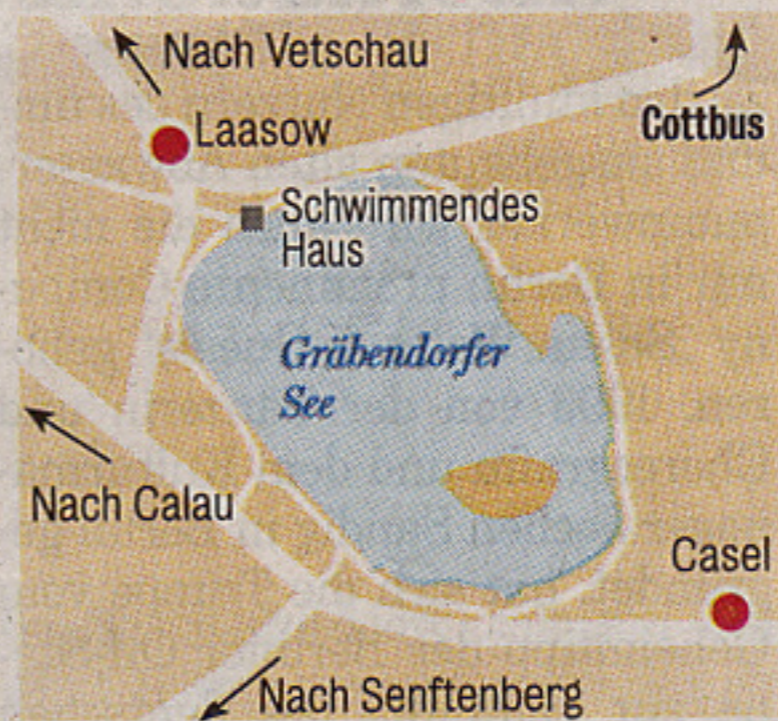 Nach Vetschau
Cottbus
Laasow
Schwimmendes
Haus
Gräbendorfer
See
Nach Calau
Casel
Nach Senftenberg